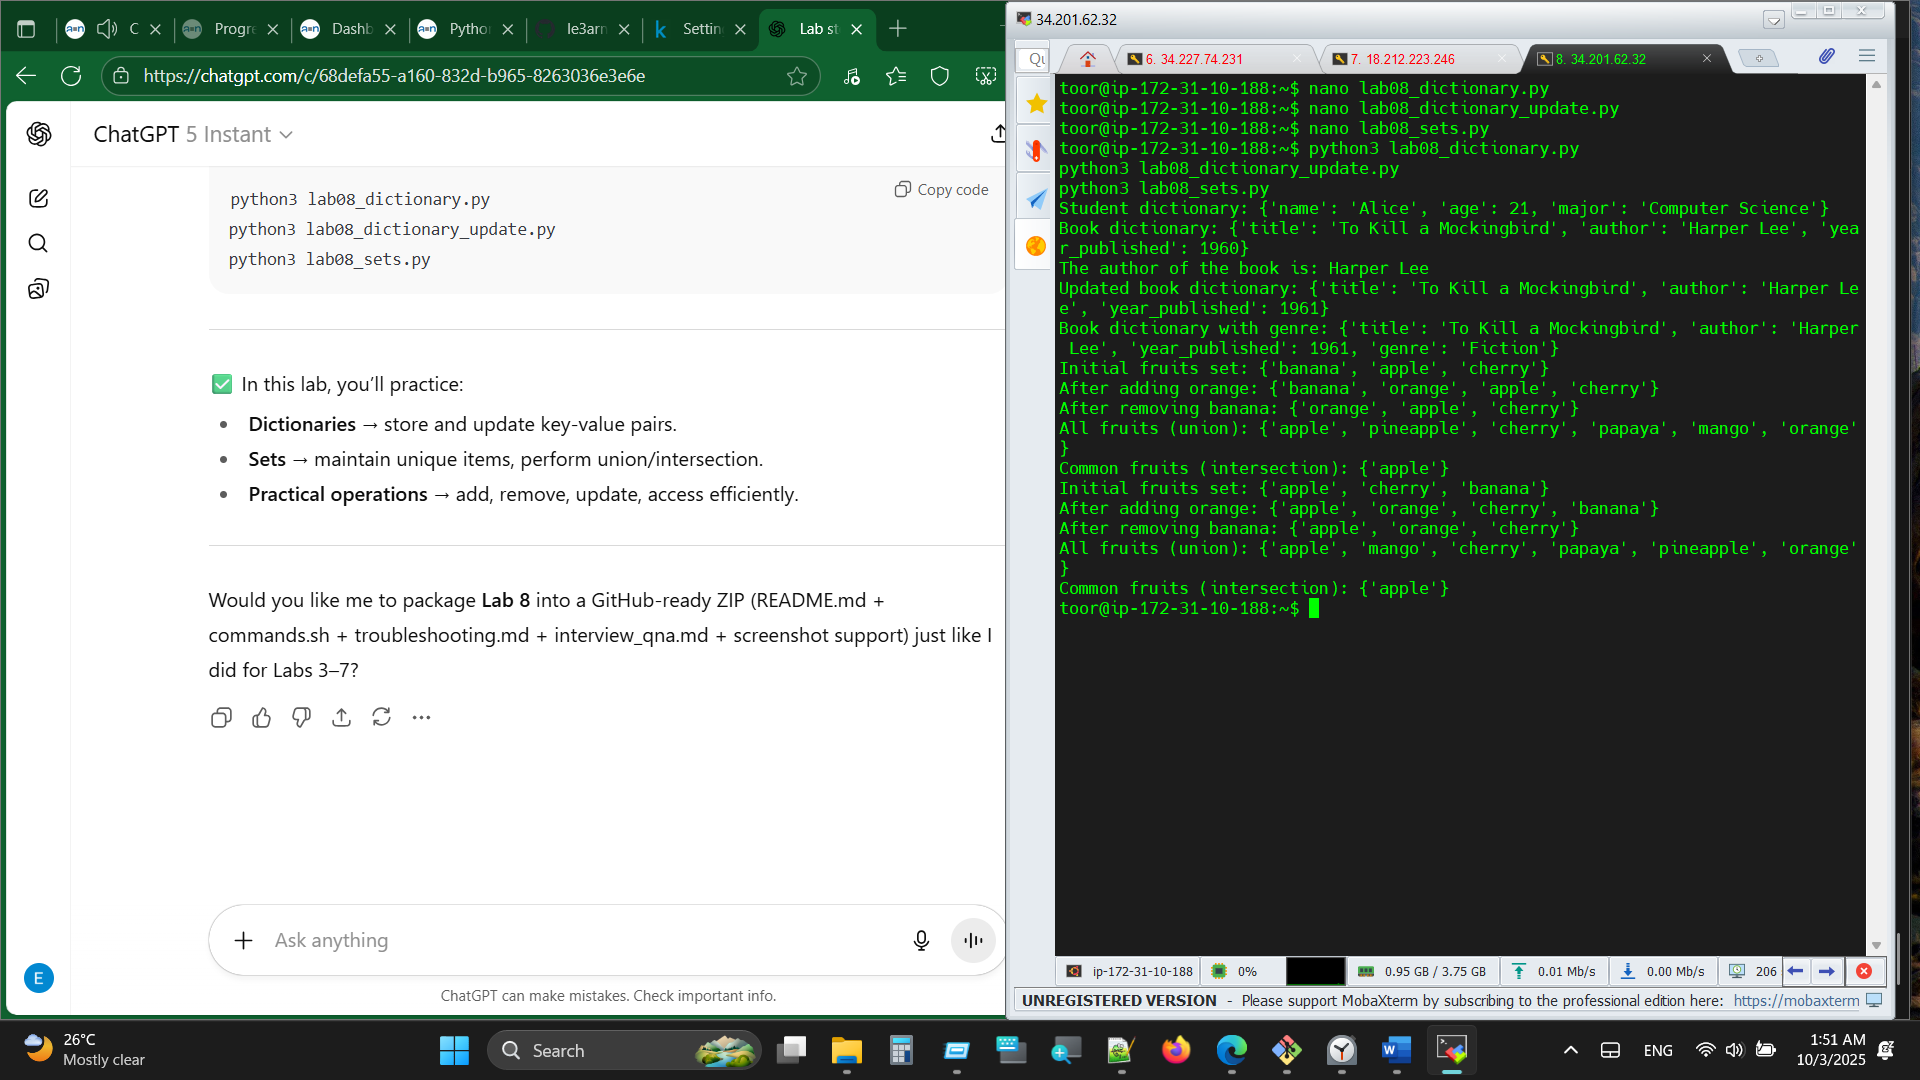 C
Progre
Dashb
Pytho
le3arn
Settin
Lab st
https://chatgpt.com/c/68defa55-a160-832d-b965-8263036e3e6e
ChatGPT 5 Instant
Copy code
python3 lab08_dictionary.py
python3 lab08_dictionary_update.py
python3 lab08_sets.py
In this lab, you’ll practice:
Dictionaries → store and update key-value pairs.
Sets → maintain unique items, perform union/intersection.
Practical operations → add, remove, update, access efficiently.
Would you like me to package Lab 8 into a GitHub-ready ZIP (README.md +
commands.sh + troubleshooting.md + interview_qna.md + screenshot support) just like I
did for Labs 3–7?
Ask anything
E
ChatGPT can make mistakes. Check important info.
34.201.62.32
Qu
6. 34.227.74.231
7. 18.212.223.246
8. 34.201.62.32
toor@ip-172-31-10-188:~$ nano lab08_dictionary.py
toor@ip-172-31-10-188:~$ nano lab08_dictionary_update.py
toor@ip-172-31-10-188:~$ nano lab08_sets.py
toor@ip-172-31-10-188:~$ python3 lab08_dictionary.py
python3 lab08_dictionary_update.py
python3 lab08_sets.py
Student dictionary: {'name': 'Alice', 'age': 21, 'major': 'Computer Science'}
Book dictionary: {'title': 'To Kill a Mockingbird', 'author': 'Harper Lee', 'yea
r_published': 1960}
The author of the book is: Harper Lee
Updated book dictionary: {'title': 'To Kill a Mockingbird', 'author': 'Harper Le
e', 'year_published': 1961}
Book dictionary with genre: {'title': 'To Kill a Mockingbird', 'author': 'Harper
 Lee', 'year_published': 1961, 'genre': 'Fiction'}
Initial fruits set: {'banana', 'apple', 'cherry'}
After adding orange: {'banana', 'orange', 'apple', 'cherry'}
After removing banana: {'orange', 'apple', 'cherry'}
All fruits (union): {'apple', 'pineapple', 'cherry', 'papaya', 'mango', 'orange'
}
Common fruits (intersection): {'apple'}
Initial fruits set: {'apple', 'cherry', 'banana'}
After adding orange: {'apple', 'orange', 'cherry', 'banana'}
After removing banana: {'apple', 'orange', 'cherry'}
All fruits (union): {'apple', 'mango', 'cherry', 'papaya', 'pineapple', 'orange'
}
Common fruits (intersection): {'apple'}
toor@ip-172-31-10-188:~$
ip-172-31-10-188
0%
0.95 GB / 3.75 GB
0.01 Mb/s
0.00 Mb/s
206
UNREGISTERED VERSION - Please support MobaXterm by subscribing to the professional edition here: https://mobaxterm
26°C
Mostly clear
Search
ENG
1:51 AM
10/3/2025